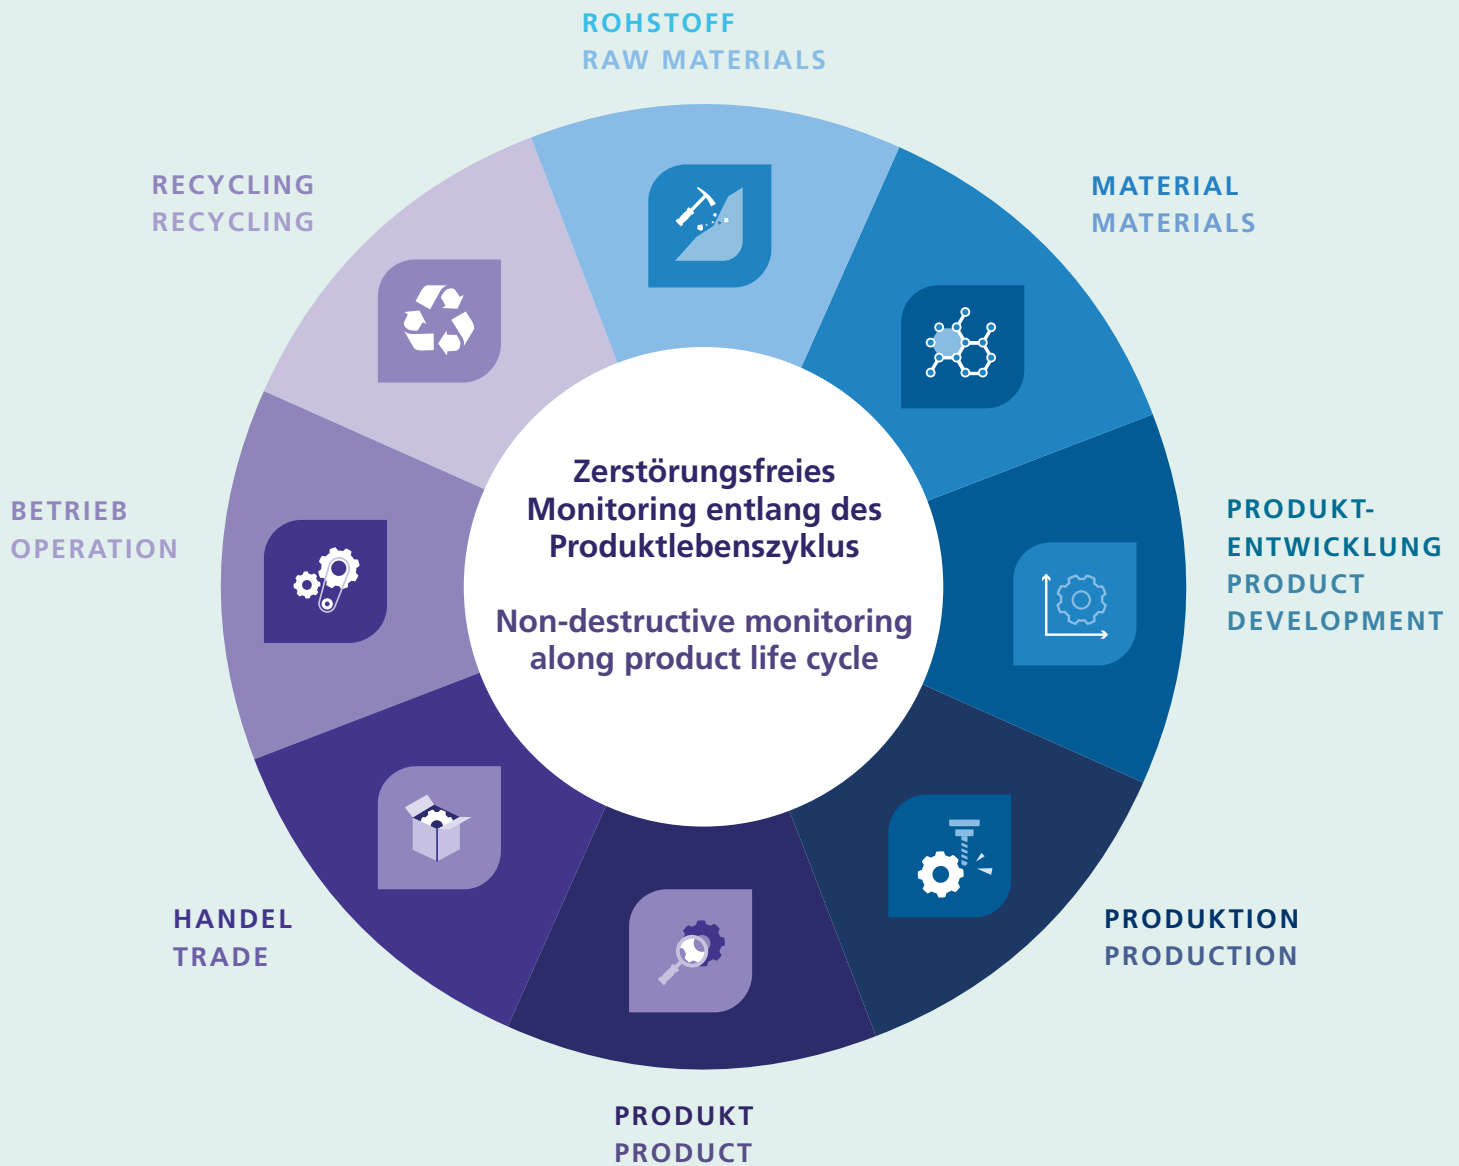 ROHSTOFF
RAW MATERIALS
MATERIAL
MATERIALS
PRODUKT-
ENTWICKLUNG
PRODUCT
DEVELOPMENT
PRODUKTION
PRODUCTION
PRODUKT
PRODUCT
HANDEL
TRADE
BETRIEB
OPERATION
RECYCLING
RECYCLING
Zerstörungsfreies
Monitoring entlang des
Produktlebenszyklus
Non-destructive monitoring
along product life cycle